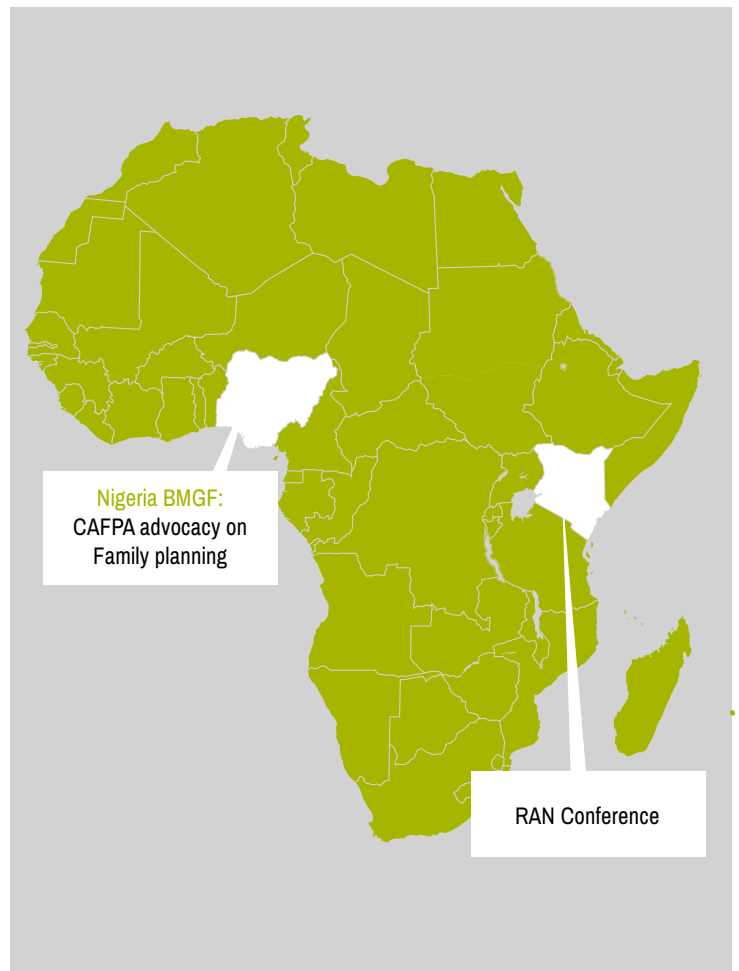 Nigeria BMGF:
CAFPA advocacy on
Family planning
RAN Conference